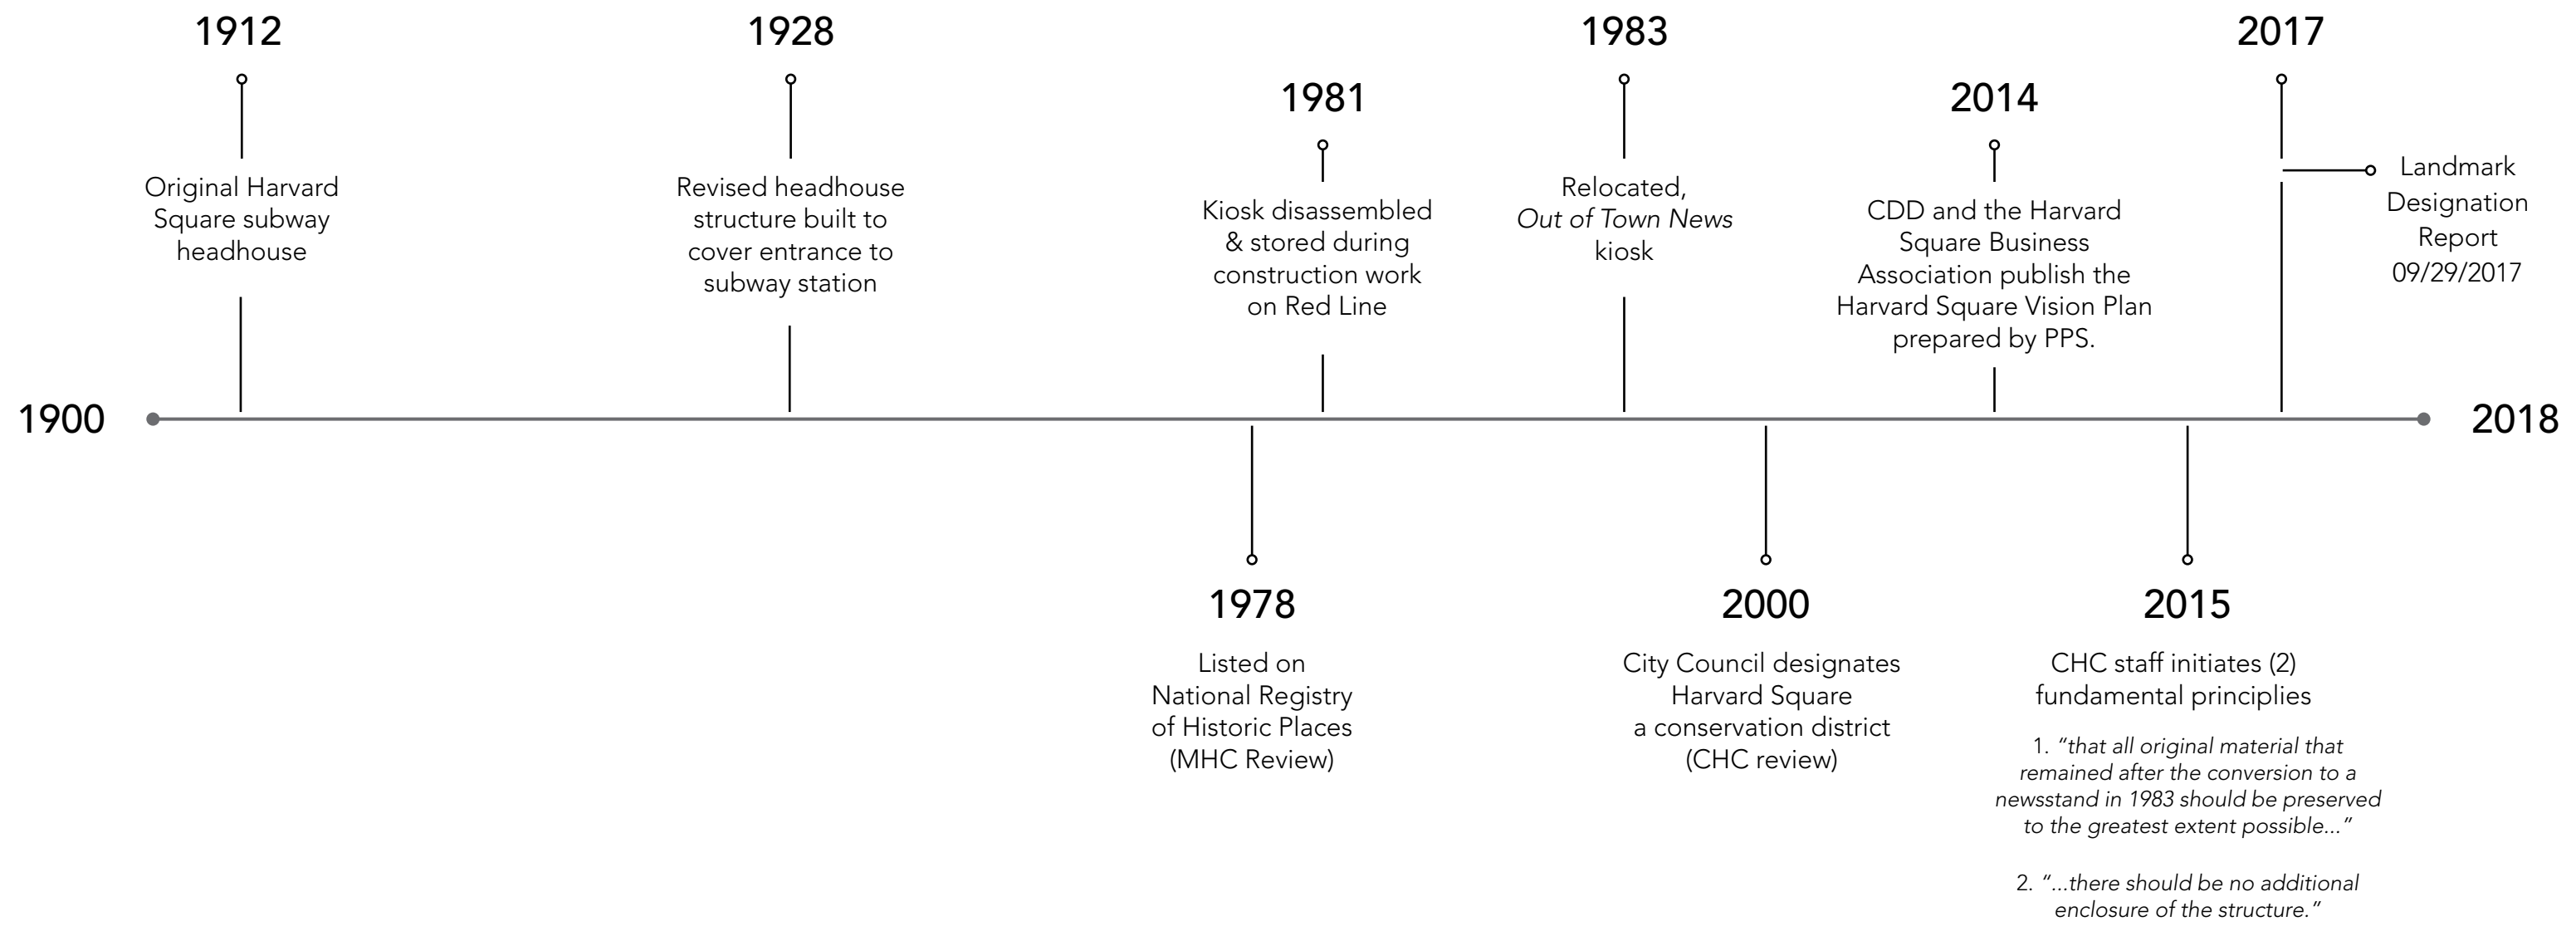 1912
Original Harvard
Square subway
headhouse
1928
Revised headhouse
structure built to
cover entrance to
subway station
1981
Kiosk disassembled
& stored during
construction work
on Red Line
1983
Relocated,
Out of Town News
kiosk
2014
CDD and the Harvard
Square Business
Association publish the
Harvard Square Vision Plan
prepared by PPS.
2017
Landmark
Designation
Report
09/29/2017
1900
2018
1978
Listed on
National Registry
of Historic Places
(MHC Review)
2000
City Council designates
Harvard Square
a conservation district
(CHC review)
2015
CHC staff initiates (2)
fundamental principlies
1. “that all original material that
remained after the conversion to a
newsstand in 1983 should be preserved
to the greatest extent possible...”
2. “...there should be no additional
enclosure of the structure.”